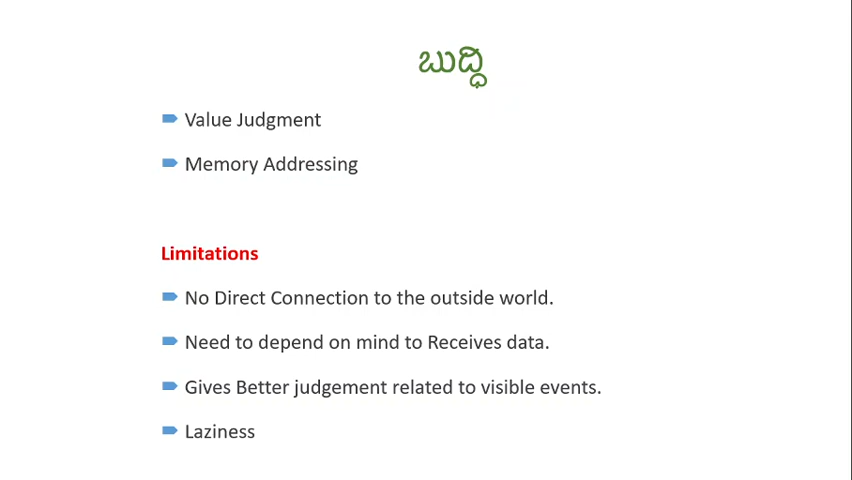 ಬುದ್ಧಿ
Value Judgment
Memory Addressing
Limitations
No Direct Connection to the outside world.
Need to depend on mind to Receives data.
Gives Better judgement related to visible events.
Laziness